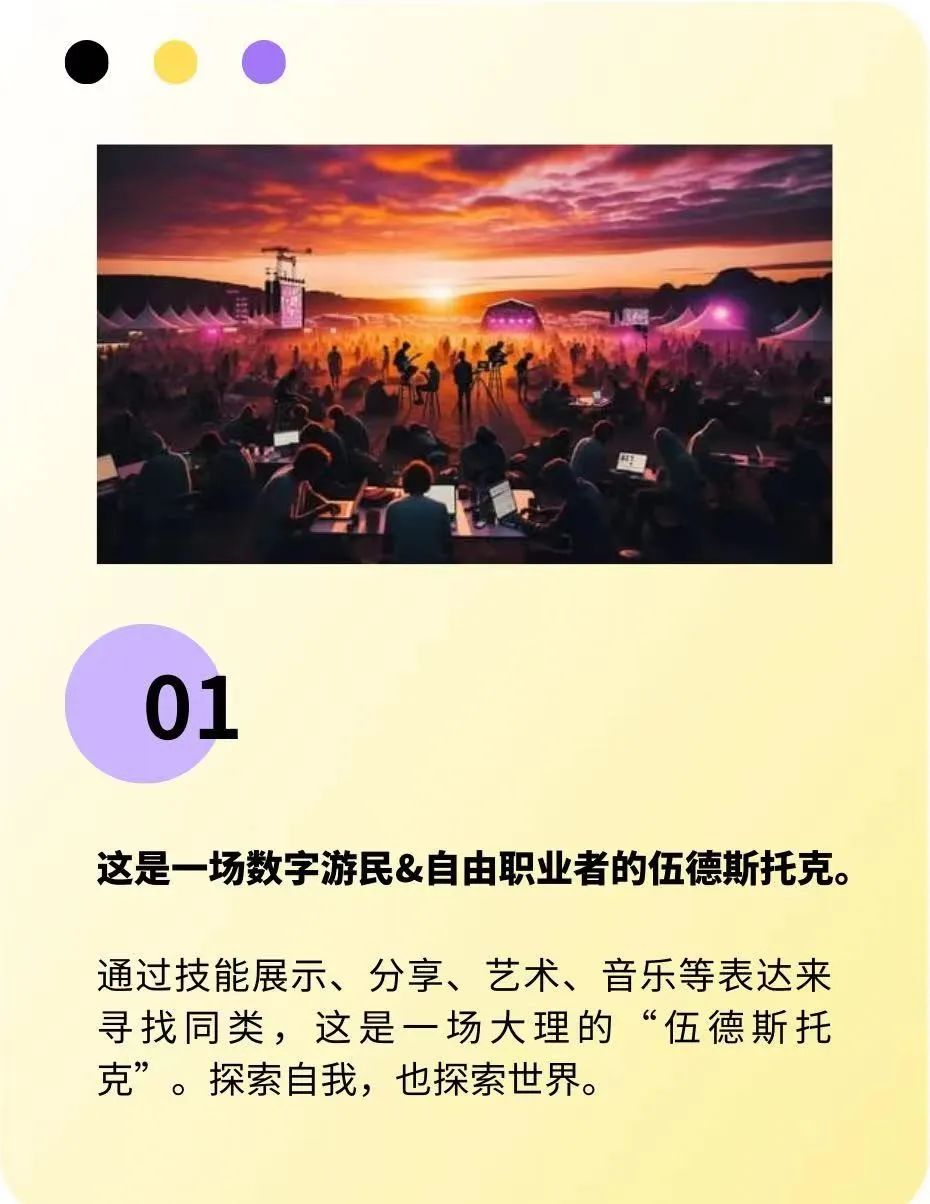 01
这是一场数字游民&自由职业者的伍德斯托克。
通过技能展示、分享、艺术、音乐等表达来
寻找同类，这是一场大理的“伍德斯托
克”。探索自我，也探索世界。